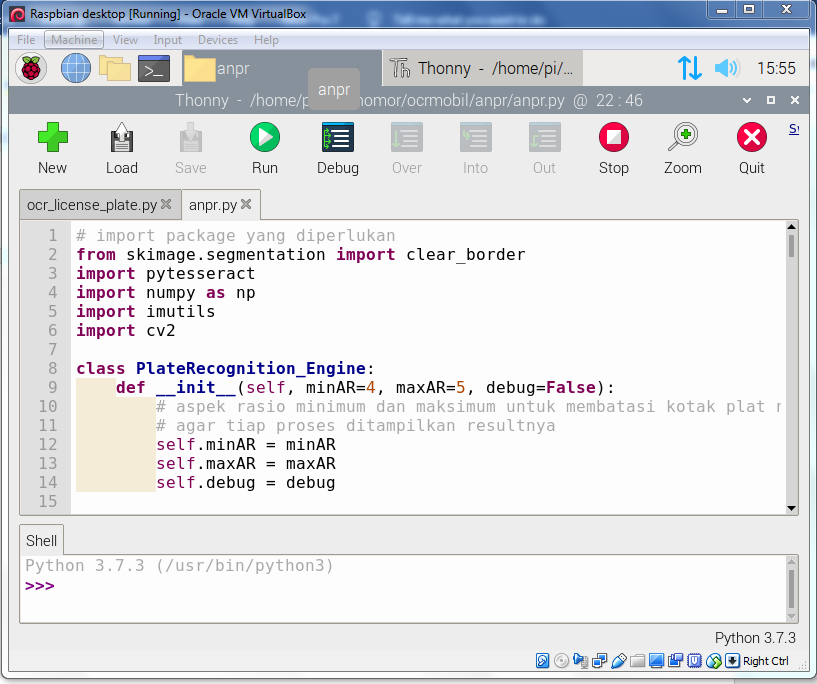 Raspbian desktop [Running] - Oracle VM VirtualBox
File Machine View Input Devices Help
anpr
Thonny - /home/pi/...
15:55
anpr
Thonny - /home/p omor/ocrmobil/anpr/anpr.py @ 22 : 46
New Load Save Run Debug Over Into Out Stop Zoom Quit
ocr_license_plate.py
anpr.py
1 # import package yang diperlukan
2 from skimage.segmentation import clear_border
3 import pytesseract
4 import numpy as np
5 import imutils
6 import cv2
7
8 class PlateRecognition_Engine:
9 def __init__(self, minAR=4, maxAR=5, debug=False):
10 # aspek rasio minimum dan maksimum untuk membatasi kotak plat
11 # agar tiap proses ditampilkan resultnya
12 self.minAR = minAR
13 self.maxAR = maxAR
14 self.debug = debug
15
Shell
Python 3.7.3 (/usr/bin/python3)
>>>
Python 3.7.3
Right Ctrl